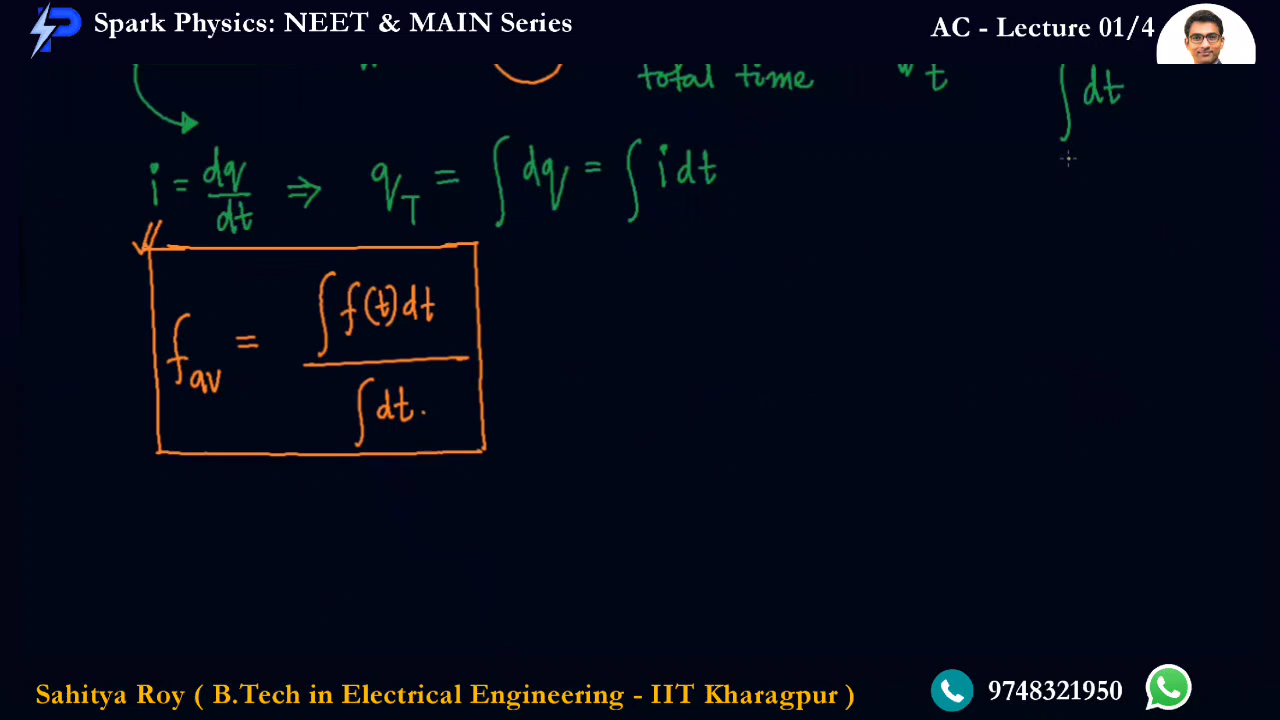 Spark Physics: NEET & MAIN Series
AC - Lecture 01/4
total time t ∫ dt
i = dq/dt ⇒ q_T = ∫ dq = ∫ i dt
f_av = ∫ f(t) dt / ∫ dt.
Sahitya Roy ( B.Tech in Electrical Engineering - IIT Kharagpur )
9748321950